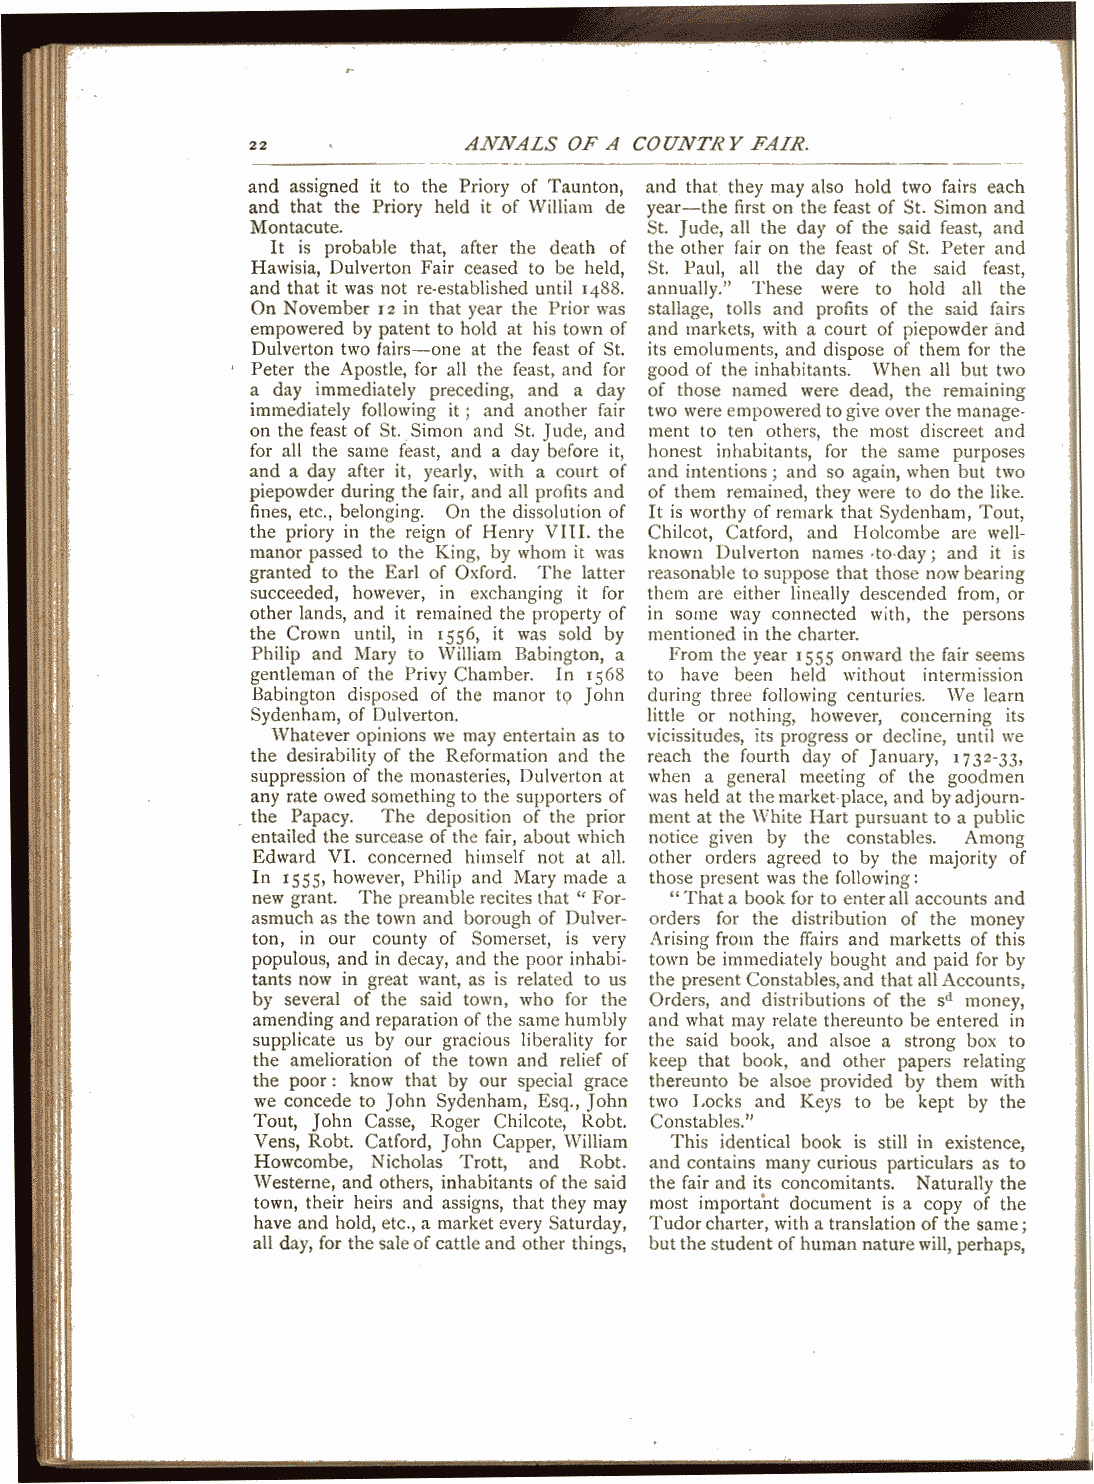 22 ANNALS OF A COUNTRY FAIR.
and assigned it to the Priory of Taunton,
and that the Priory held it of William de
Montacute.
It is probable that, after the death of
Hawisia, Dulverton Fair ceased to be held,
and that it was not re-established until 1488.
On November 12 in that year the Prior was
empowered by patent to hold at his town of
Dulverton two fairs—one at the feast of St.
Peter the Apostle, for all the feast, and for
a day immediately preceding, and a day
immediately following it; and another fair
on the feast of St. Simon and St. Jude, and
for all the same feast, and a day before it,
and a day after it, yearly, with a court of
piepowder during the fair, and all profits and
fines, etc., belonging. On the dissolution of
the priory in the reign of Henry VIII. the
manor passed to the King, by whom it was
granted to the Earl of Oxford. The latter
succeeded, however, in exchanging it for
other lands, and it remained the property of
the Crown until, in 1556, it was sold by
Philip and Mary to William Babington, a
gentleman of the Privy Chamber. In 1568
Babington disposed of the manor to John
Sydenham, of Dulverton.
Whatever opinions we may entertain as to
the desirability of the Reformation and the
suppression of the monasteries, Dulverton at
any rate owed something to the supporters of
the Papacy. The deposition of the prior
entailed the surcease of the fair, about which
Edward VI. concerned himself not at all.
In 1555, however, Philip and Mary made a
new grant. The preamble recites that "For-
asmuch as the town and borough of Dulver-
ton, in our county of Somerset, is very
populous, and in decay, and the poor inhabi-
tants now in great want, as is related to us
by several of the said town, who for the
amending and reparation of the same humbly
supplicate us by our gracious liberality for
the amelioration of the town and relief of
the poor: know that by our special grace
we concede to John Sydenham, Esq., John
Tout, John Casse, Roger Chilcote, Robt.
Vens, Robt. Catford, John Capper, William
Howcombe, Nicholas Trott, and Robt.
Westerne, and others, inhabitants of the said
town, their heirs and assigns, that they may
have and hold, etc., a market every Saturday,
all day, for the sale of cattle and other things,
and that they may also hold two fairs each
year—the first on the feast of St. Simon and
St. Jude, all the day of the said feast, and
the other fair on the feast of St. Peter and
St. Paul, all the day of the said feast,
annually." These were to hold all the
stallage, tolls and profits of the said fairs
and markets, with a court of piepowder and
its emoluments, and dispose of them for the
good of the inhabitants. When all but two
of those named were dead, the remaining
two were empowered to give over the manage-
ment to ten others, the most discreet and
honest inhabitants, for the same purposes
and intentions; and so again, when but two
of them remained, they were to do the like.
It is worthy of remark that Sydenham, Tout,
Chilcot, Catford, and Holcombe are well-
known Dulverton names to-day; and it is
reasonable to suppose that those now bearing
them are either lineally descended from, or
in some way connected with, the persons
mentioned in the charter.
From the year 1555 onward the fair seems
to have been held without intermission
during three following centuries. We learn
little or nothing, however, concerning its
vicissitudes, its progress or decline, until we
reach the fourth day of January, 1732-33,
when a general meeting of the goodmen
was held at the market-place, and by adjourn-
ment at the White Hart pursuant to a public
notice given by the constables. Among
other orders agreed to by the majority of
those present was the following:
"That a book for to enter all accounts and
orders for the distribution of the money
Arising from the ffairs and marketts of this
town be immediately bought and paid for by
the present Constables, and that all Accounts,
Orders, and distributions of the sd money,
and what may relate thereunto be entered in
the said book, and alsoe a strong box to
keep that book, and other papers relating
thereunto be alsoe provided by them with
two Locks and Keys to be kept by the
Constables."
This identical book is still in existence,
and contains many curious particulars as to
the fair and its concomitants. Naturally the
most important document is a copy of the
Tudor charter, with a translation of the same;
but the student of human nature will, perhaps,